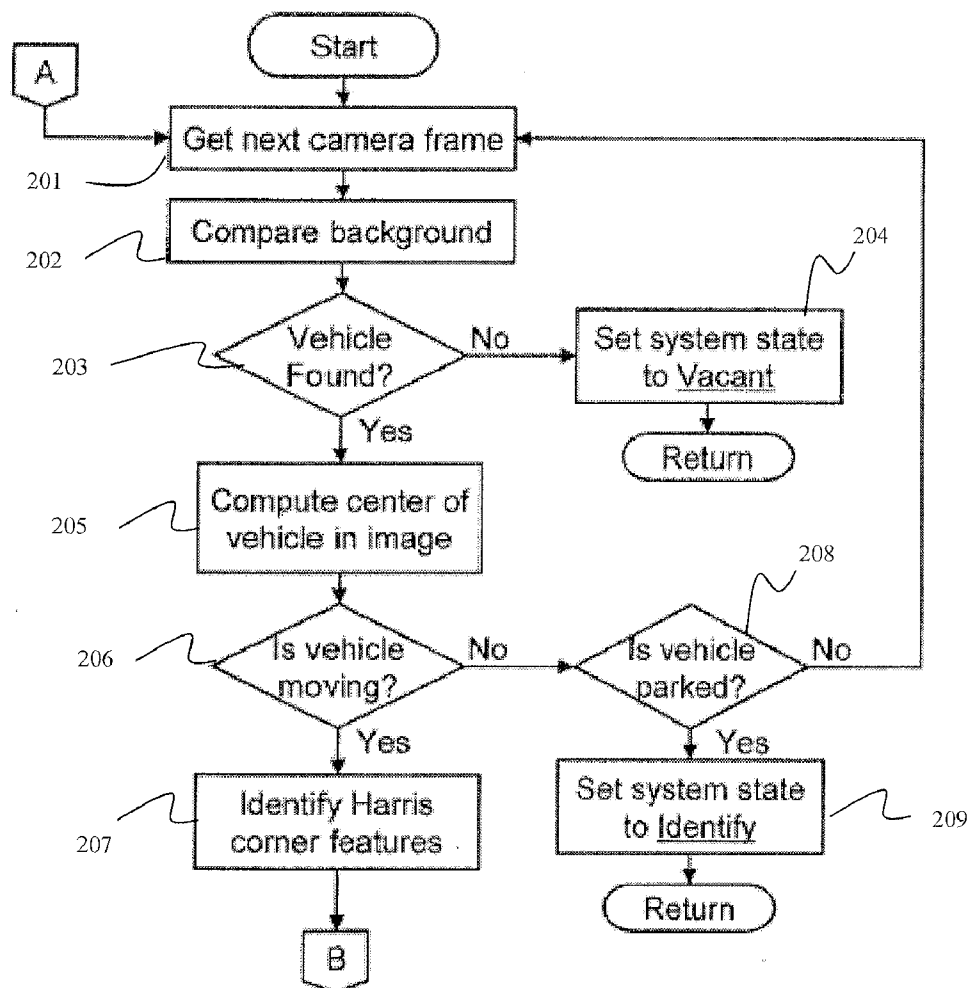 Start
A
Get next camera frame
201
Compare background
202
204
Vehicle
Found?
203
No
Set system state
to Vacant
Yes
Return
Compute center of
vehicle in image
205
208
Is vehicle
moving?
206
No
Is vehicle
parked?
No
Yes
Yes
Identify Harris
corner features
207
Set system state
to Identify
209
Return
B